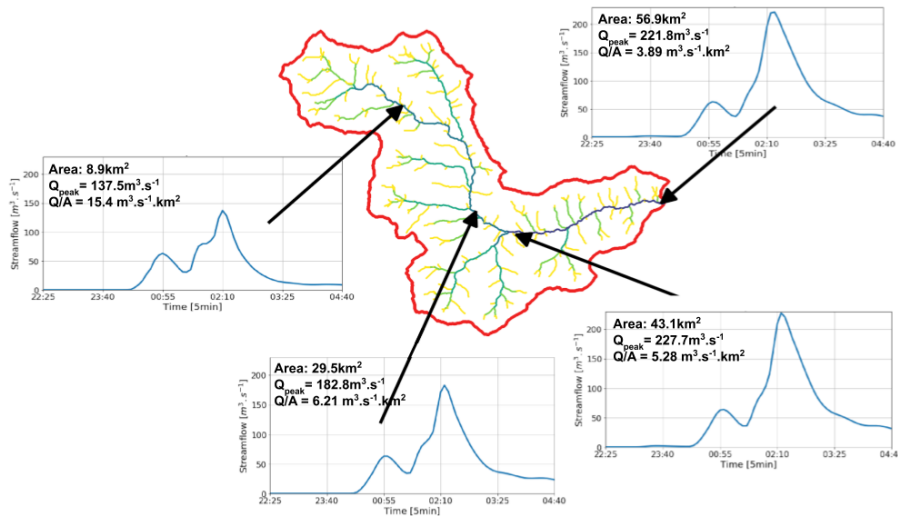 Area: 56.9km²
Qpeak = 221.8m³.s⁻¹
Q/A = 3.89 m³.s⁻¹.km²
Streamflow [m³.s⁻¹]
200
150
100
50
0
22:25 23:40 00:55 02:10 03:25 04:40
Time [5min]
Area: 8.9km²
Qpeak = 137.5m³.s⁻¹
Q/A = 15.4 m³.s⁻¹.km²
Streamflow [m³.s⁻¹]
200
150
100
50
0
22:25 23:40 00:55 02:10 03:25 04:40
Time [5min]
Area: 29.5km²
Qpeak = 182.8m³.s⁻¹
Q/A = 6.21 m³.s⁻¹.km²
Streamflow [m³.s⁻¹]
200
150
100
50
0
22:25 23:40 00:55 02:10 03:25 04:40
Time [5min]
Area: 43.1km²
Qpeak = 227.7m³.s⁻¹
Q/A = 5.28 m³.s⁻¹.km²
Streamflow [m³.s⁻¹]
200
150
100
50
0
22:25 23:40 00:55 02:10 03:25 04:4
Time [5min]